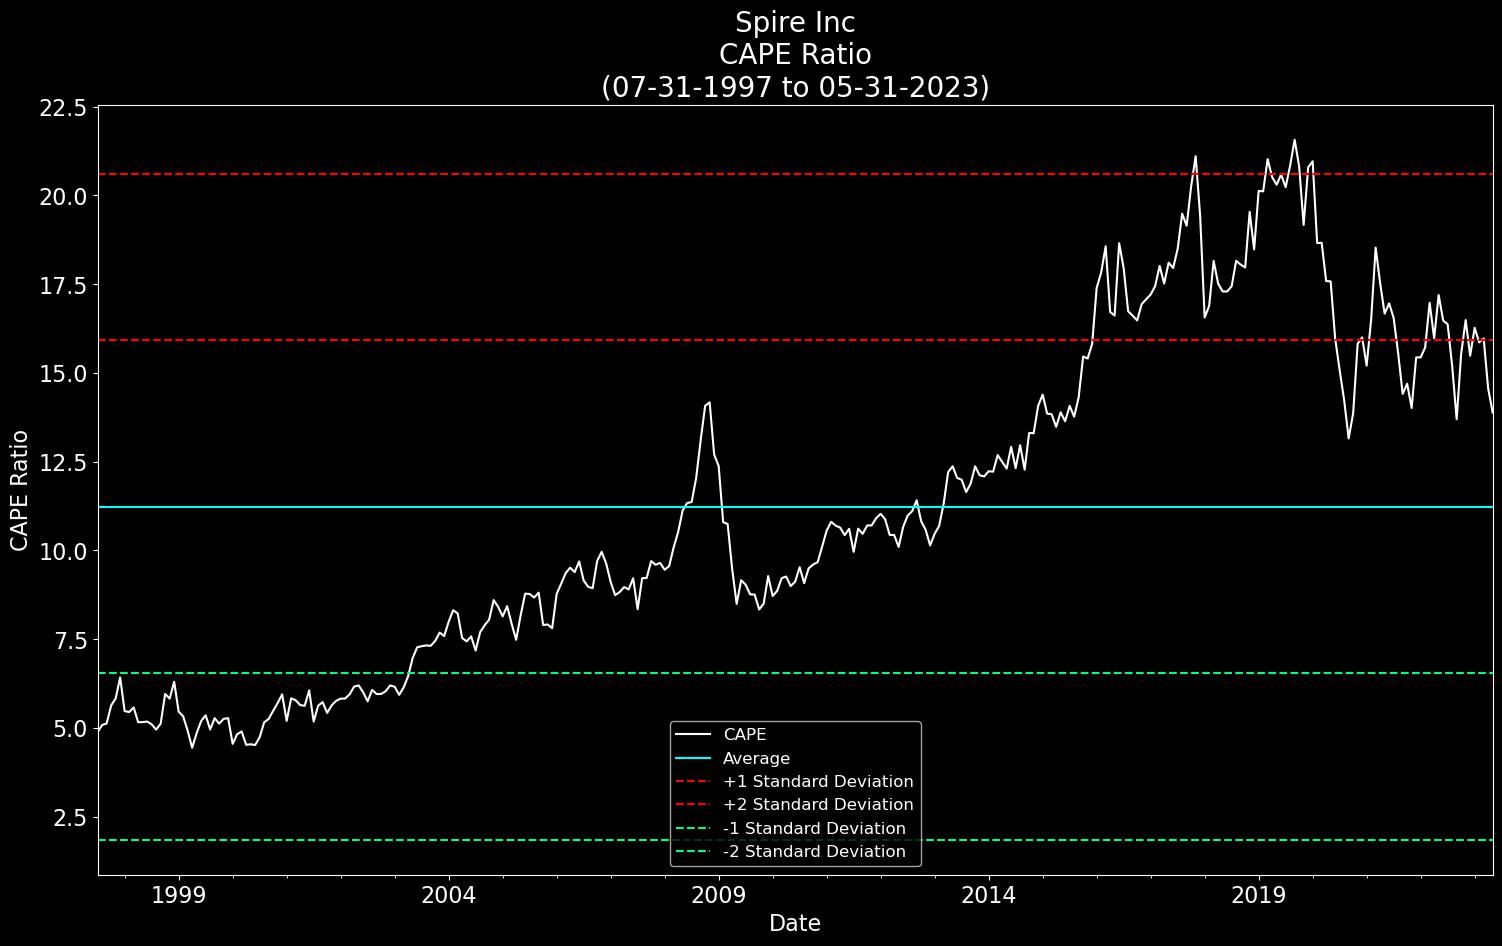 Spire Inc
CAPE Ratio
(07-31-1997 to 05-31-2023)
22.5
20.0
17.5
15.0
12.5
10.0
7.5
5.0
2.5
CAPE Ratio
CAPE
Average
+1 Standard Deviation
+2 Standard Deviation
-1 Standard Deviation
-2 Standard Deviation
1999 2004 2009 2014 2019
Date